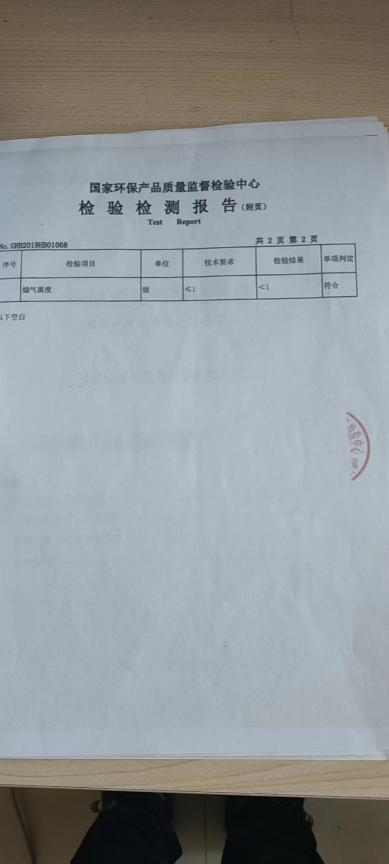 国家环保产品质量监督检验中心
检 验 检 测 报 告(附页)
Test Report
No.GHB2019HB01068 共 2 页 第 2 页
序号 检验项目 单位 技术要求 检验结果 单项判定
烟气黑度 级 ≤1 <1 符合
以下空白